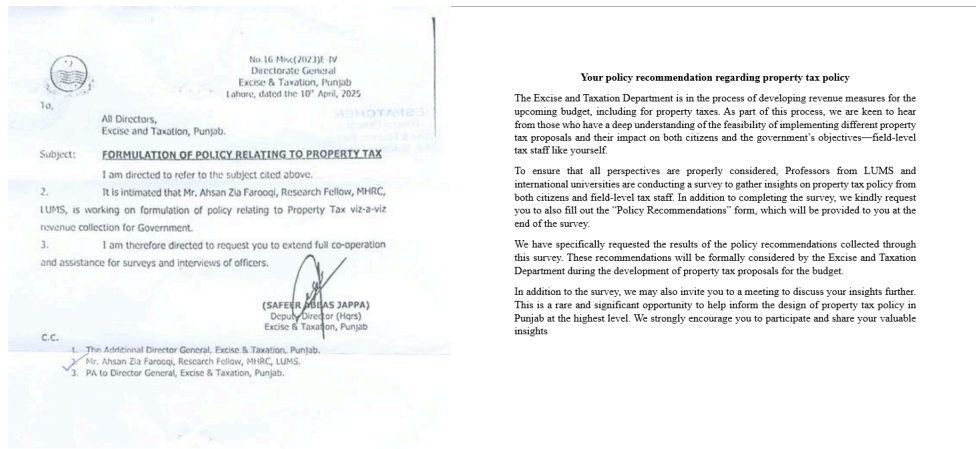 No.16-Misc(2023)E-IV
Directorate General
Excise & Taxation, Punjab
Lahore, dated the 10th April, 2025
To,
All Directors,
Excise and Taxation, Punjab.
Subject: FORMULATION OF POLICY RELATING TO PROPERTY TAX
I am directed to refer to the subject cited above.
2. It is intimated that Mr. Ahsan Zia Farooqi, Research Fellow, MHRC,
LUMS, is working on formulation of policy relating to Property Tax viz-a-viz
revenue collection for Government.
3. I am therefore directed to request you to extend full co-operation
and assistance for surveys and interviews of officers.
(SAFEER ABBAS JAPPA)
Deputy Director (Hqrs)
Excise & Taxation, Punjab
C.C.
1. The Additional Director General, Excise & Taxation, Punjab.
2. Mr. Ahsan Zia Farooqi, Research Fellow, MHRC, LUMS.
3. PA to Director General, Excise & Taxation, Punjab.
Your policy recommendation regarding property tax policy
The Excise and Taxation Department is in the process of developing revenue measures for the
upcoming budget, including for property taxes. As part of this process, we are keen to hear
from those who have a deep understanding of the feasibility of implementing different property
tax proposals and their impact on both citizens and the government's objectives—field-level
tax staff like yourself.
To ensure that all perspectives are properly considered, Professors from LUMS and
international universities are conducting a survey to gather insights on property tax policy from
both citizens and field-level tax staff. In addition to completing the survey, we kindly request
you to also fill out the “Policy Recommendations” form, which will be provided to you at the
end of the survey.
We have specifically requested the results of the policy recommendations collected through
this survey. These recommendations will be formally considered by the Excise and Taxation
Department during the development of property tax proposals for the budget.
In addition to the survey, we may also invite you to a meeting to discuss your insights further.
This is a rare and significant opportunity to help inform the design of property tax policy in
Punjab at the highest level. We strongly encourage you to participate and share your valuable
insights